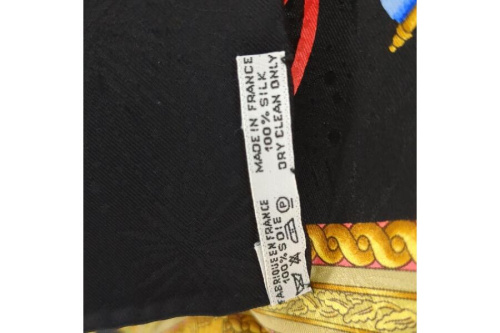 MADE IN FRANCE
100% SILK
DRY CLEAN ONLY
FABRIQUE EN FRANCE
100% SOIE
P